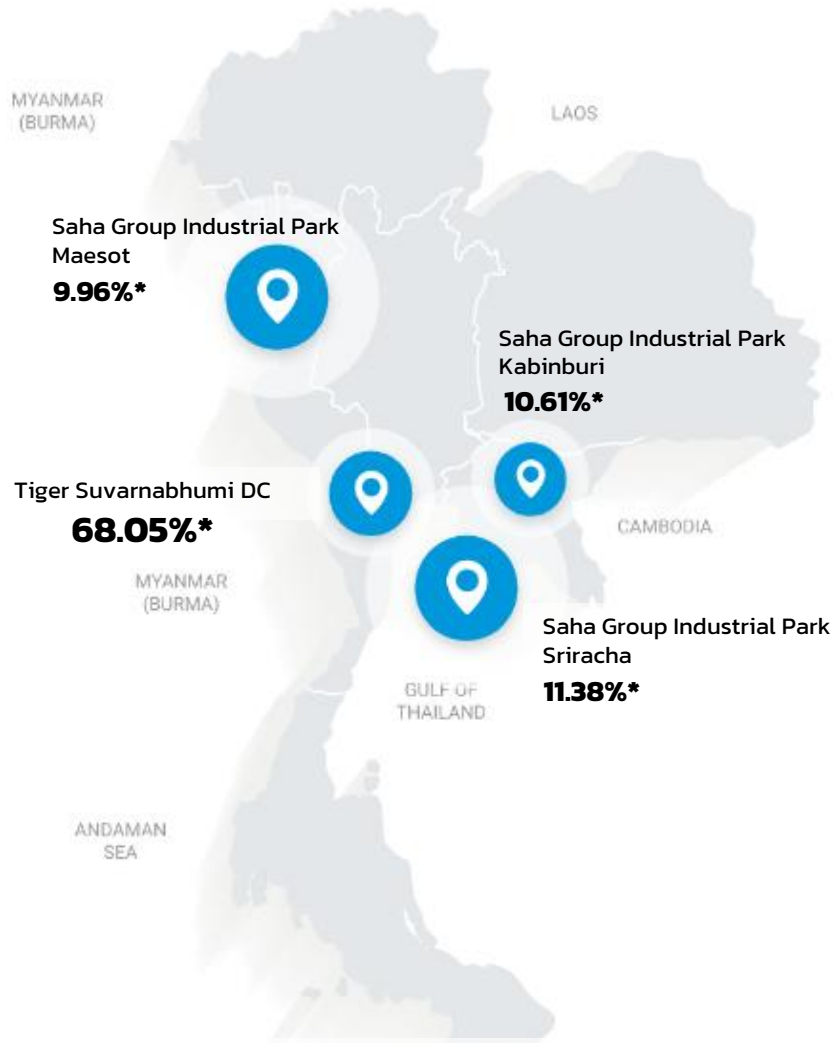 MYANMAR
(BURMA)
LAOS
Saha Group Industrial Park
Maesot
9.96%*
Saha Group Industrial Park
Kabinburi
10.61%*
Tiger Suvarnabhumi DC
68.05%*
CAMBODIA
MYANMAR
(BURMA)
Saha Group Industrial Park
Sriracha
11.38%*
GULF OF
THAILAND
ANDAMAN
SEA